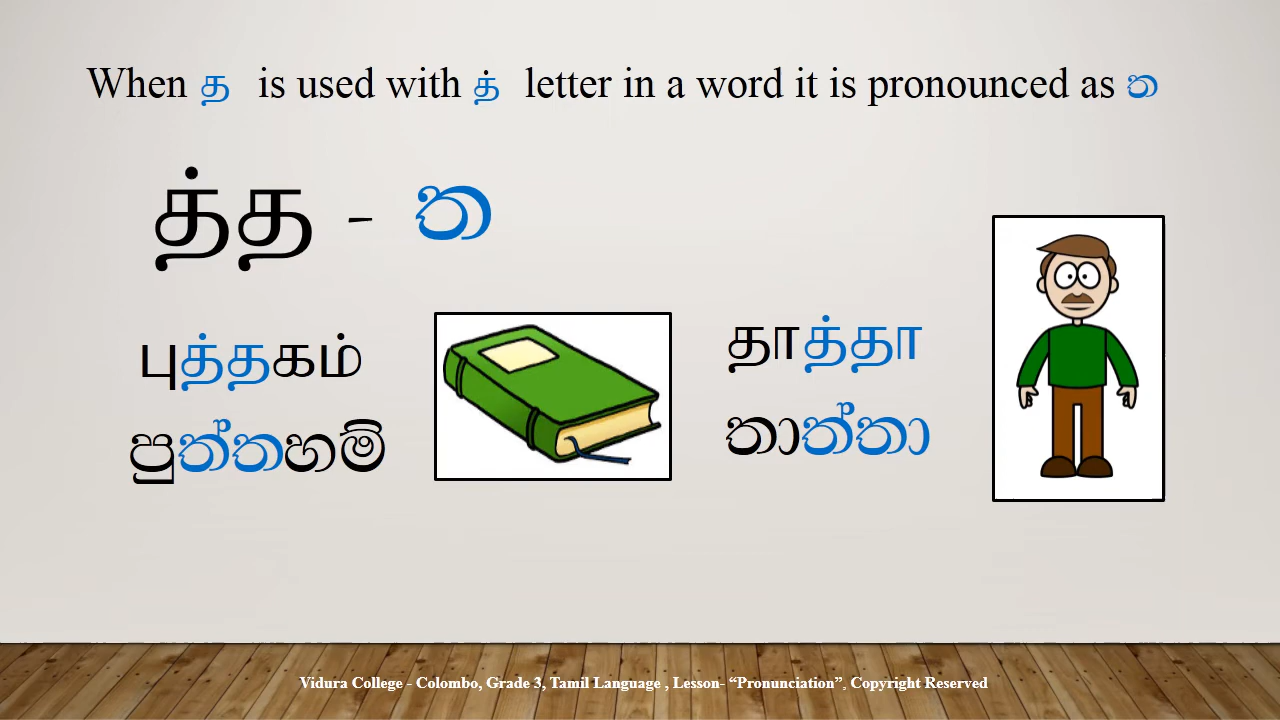 When த is used with த் letter in a word it is pronounced as ත
த்த - ත
புத்தகம்
පුත්තහම්
தாத்தா
තාත්තා
Vidura College - Colombo, Grade 3, Tamil Language , Lesson- “Pronunciation”, Copyright Reserved